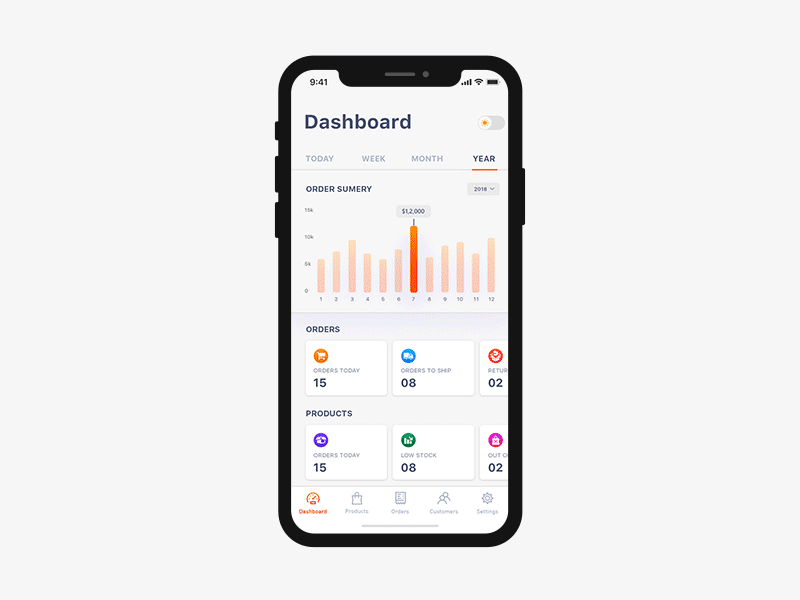 9:41
Dashboard
TODAY WEEK MONTH YEAR
ORDER SUMERY 2018
$1,2,000
15k
10k
5k
0
1 2 3 4 5 6 7 8 9 10 11 12
ORDERS
ORDERS TODAY ORDERS TO SHIP RETUR
15 08 02
PRODUCTS
ORDERS TODAY LOW STOCK OUT O
15 08 02
Dashboard Products Orders Customers Settings